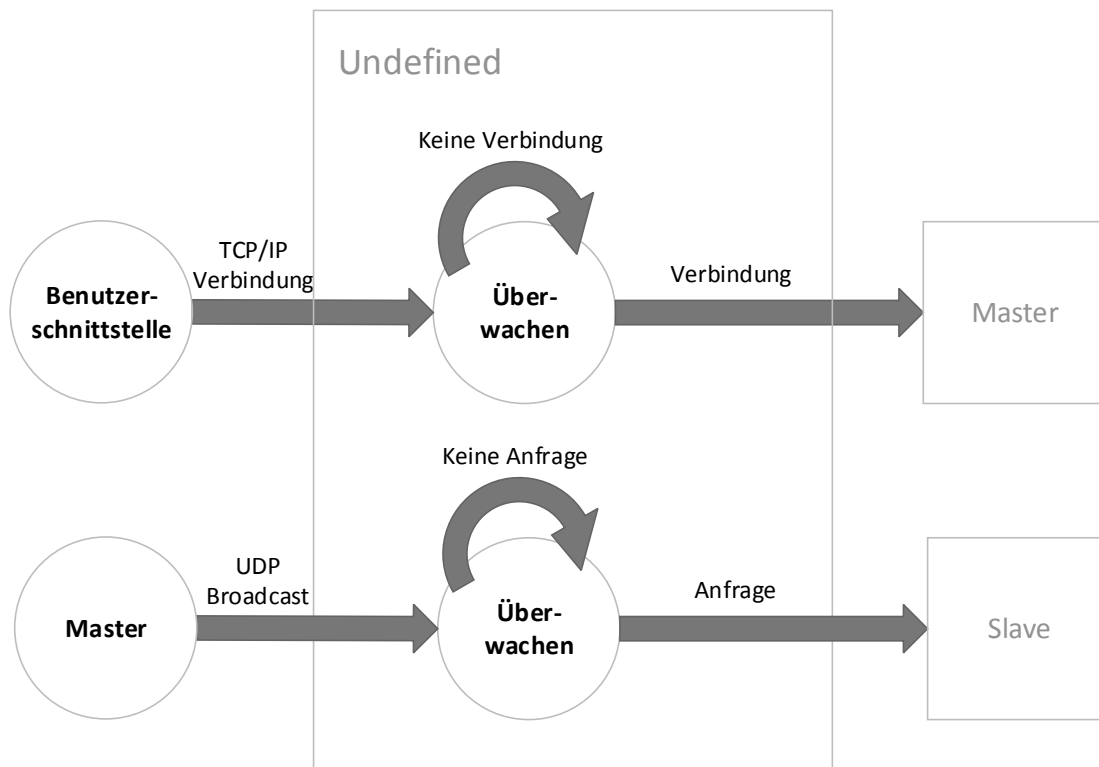 Undefined
Keine Verbindung
TCP/IP
Verbindung
Benutzer-
schnittstelle
Über-
wachen
Verbindung
Master
Keine Anfrage
UDP
Broadcast
Master
Über-
wachen
Anfrage
Slave